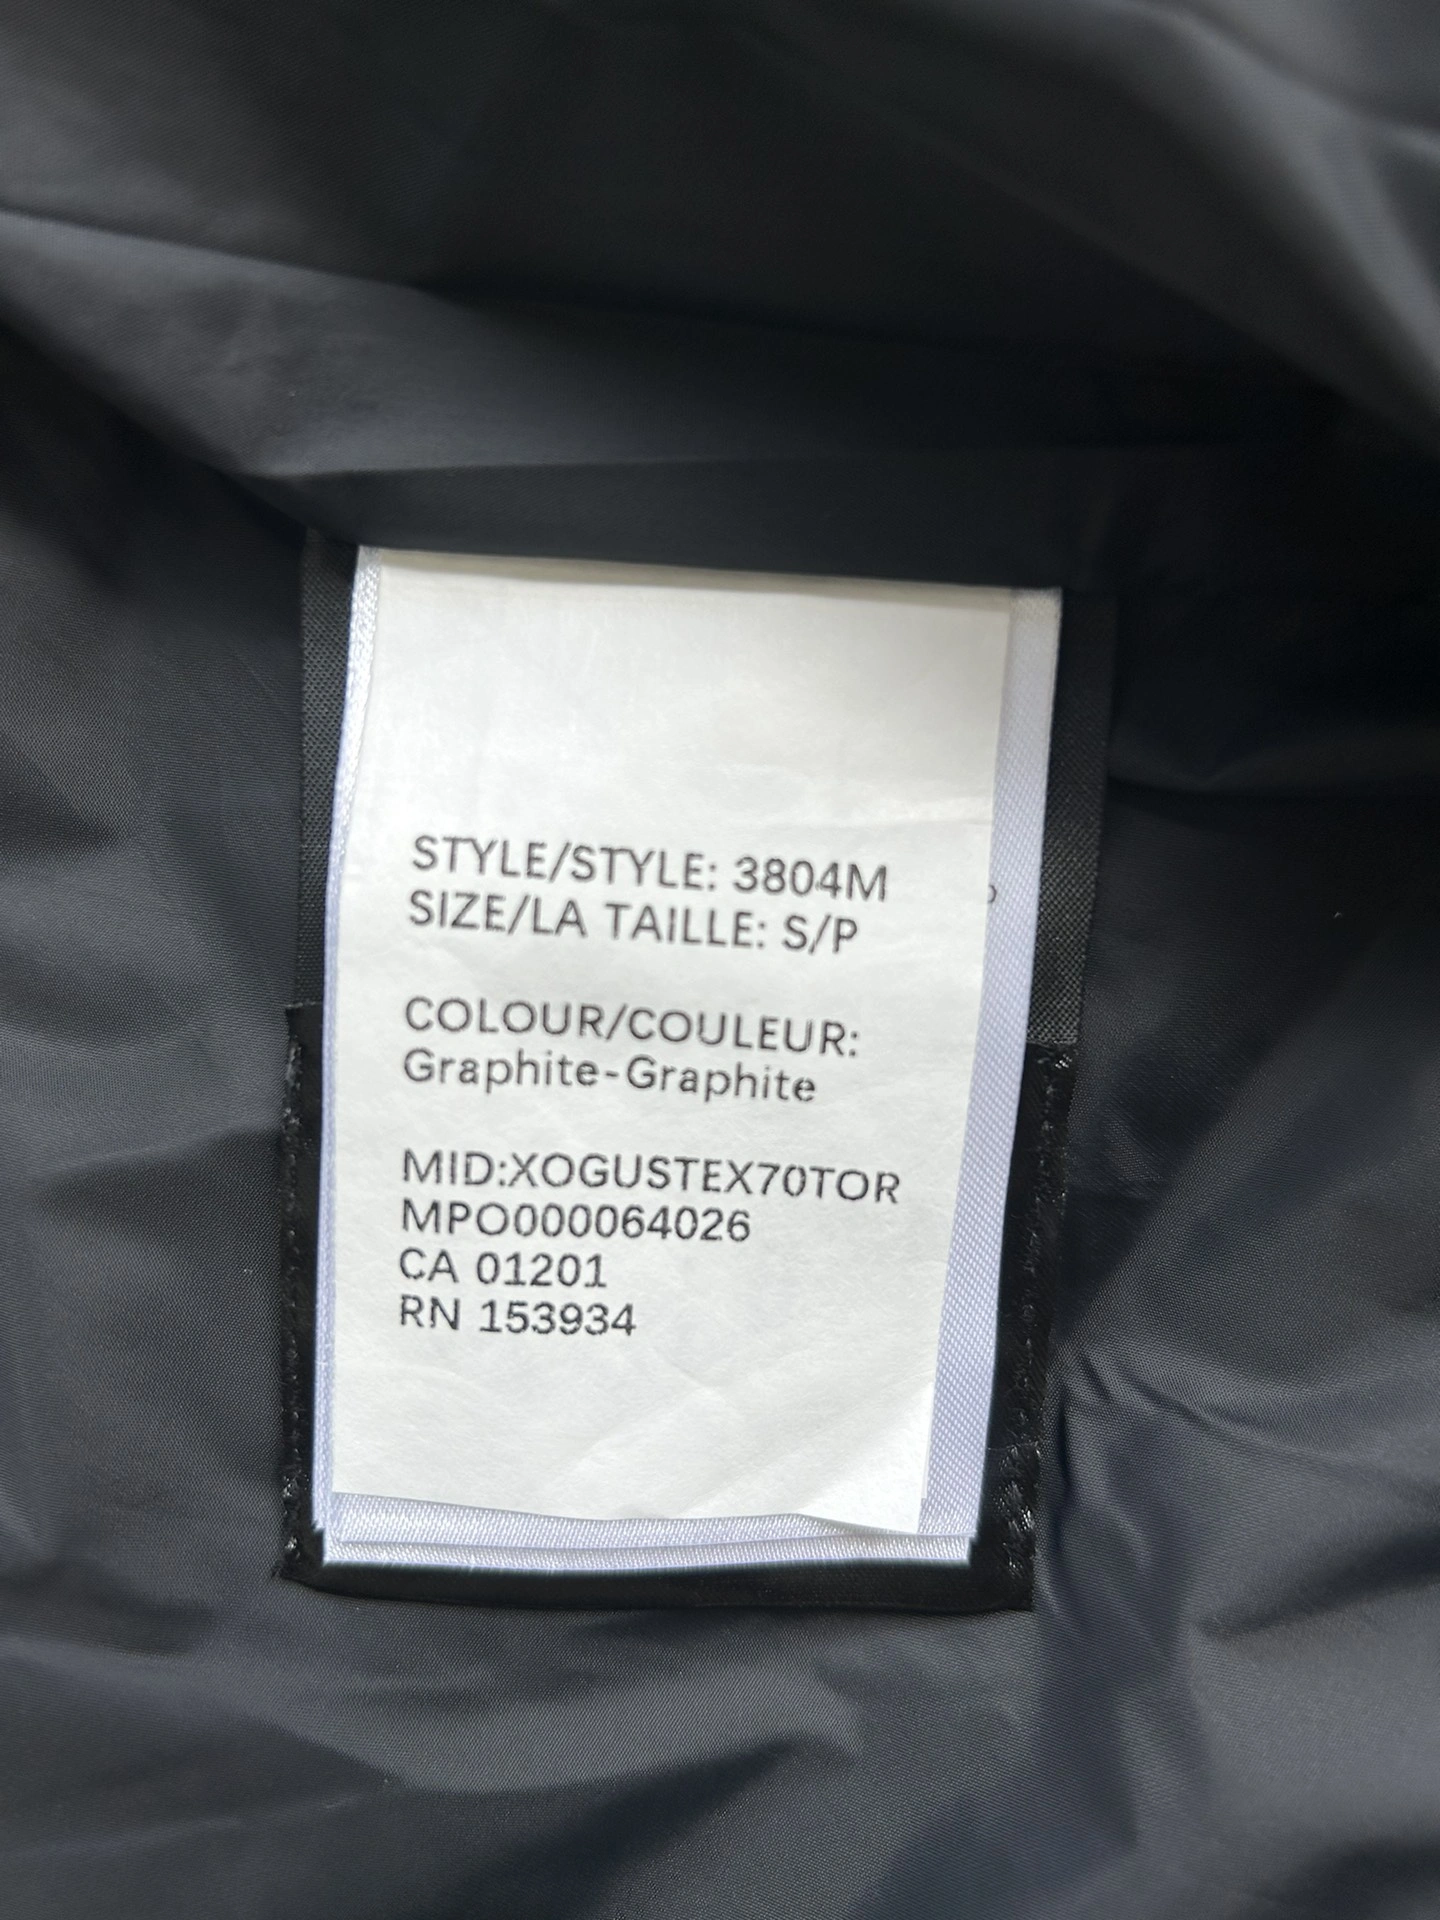 STYLE/STYLE: 3804M
SIZE/LA TAILLE: S/P
COLOUR/COULEUR:
Graphite-Graphite
MID:XOGUSTEX70TOR
MPO000064026
CA 01201
RN 153934